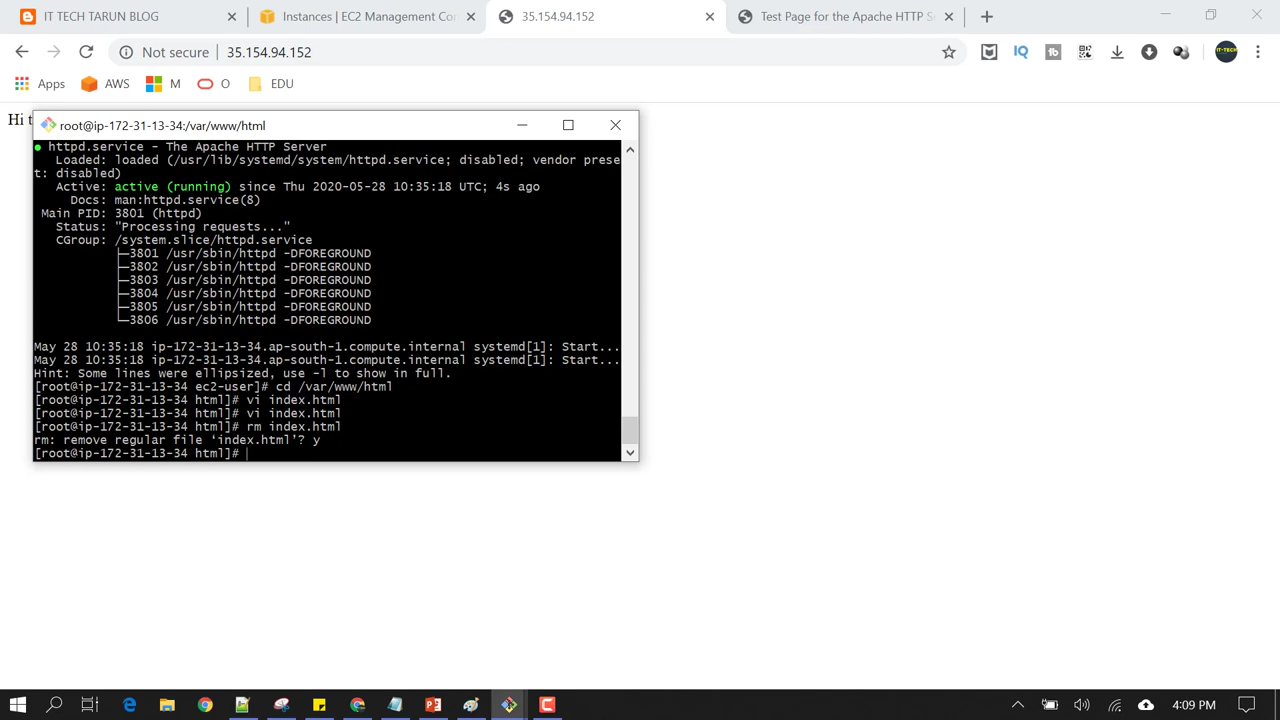 IT TECH TARUN BLOG
Instances | EC2 Management Co
35.154.94.152
Test Page for the Apache HTTP S
Not secure
35.154.94.152
Apps
AWS
M
O
EDU
Hi t
root@ip-172-31-13-34:/var/www/html
● httpd.service - The Apache HTTP Server
Loaded: loaded (/usr/lib/systemd/system/httpd.service; disabled; vendor prese
t: disabled)
Active: active (running) since Thu 2020-05-28 10:35:18 UTC; 4s ago
Docs: man:httpd.service(8)
Main PID: 3801 (httpd)
Status: "Processing requests..."
CGroup: /system.slice/httpd.service
├─3801 /usr/sbin/httpd -DFOREGROUND
├─3802 /usr/sbin/httpd -DFOREGROUND
├─3803 /usr/sbin/httpd -DFOREGROUND
├─3804 /usr/sbin/httpd -DFOREGROUND
├─3805 /usr/sbin/httpd -DFOREGROUND
└─3806 /usr/sbin/httpd -DFOREGROUND
May 28 10:35:18 ip-172-31-13-34.ap-south-1.compute.internal systemd[1]: Start...
May 28 10:35:18 ip-172-31-13-34.ap-south-1.compute.internal systemd[1]: Start...
Hint: Some lines were ellipsized, use -l to show in full.
[root@ip-172-31-13-34 ec2-user]# cd /var/www/html
[root@ip-172-31-13-34 html]# vi index.html
[root@ip-172-31-13-34 html]# vi index.html
[root@ip-172-31-13-34 html]# rm index.html
rm: remove regular file ‘index.html’? y
[root@ip-172-31-13-34 html]#
4:09 PM